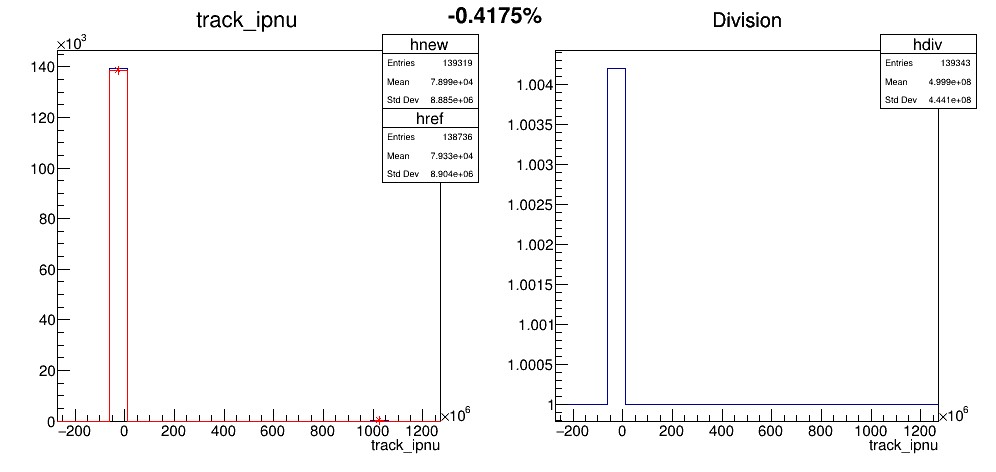 -0.4175%
track_ipnu
×10³
140
120
100
80
60
40
20
0
−200 0 200 400 600 800 1000 1200
×10⁶
track_ipnu
hnew
Entries 139319
Mean 7.899e+04
Std Dev 8.885e+06
href
Entries 138736
Mean 7.933e+04
Std Dev 8.904e+06
Division
1.004
1.0035
1.003
1.0025
1.002
1.0015
1.001
1.0005
1
−200 0 200 400 600 800 1000 1200
×10⁶
track_ipnu
hdiv
Entries 139343
Mean 4.999e+08
Std Dev 4.441e+08